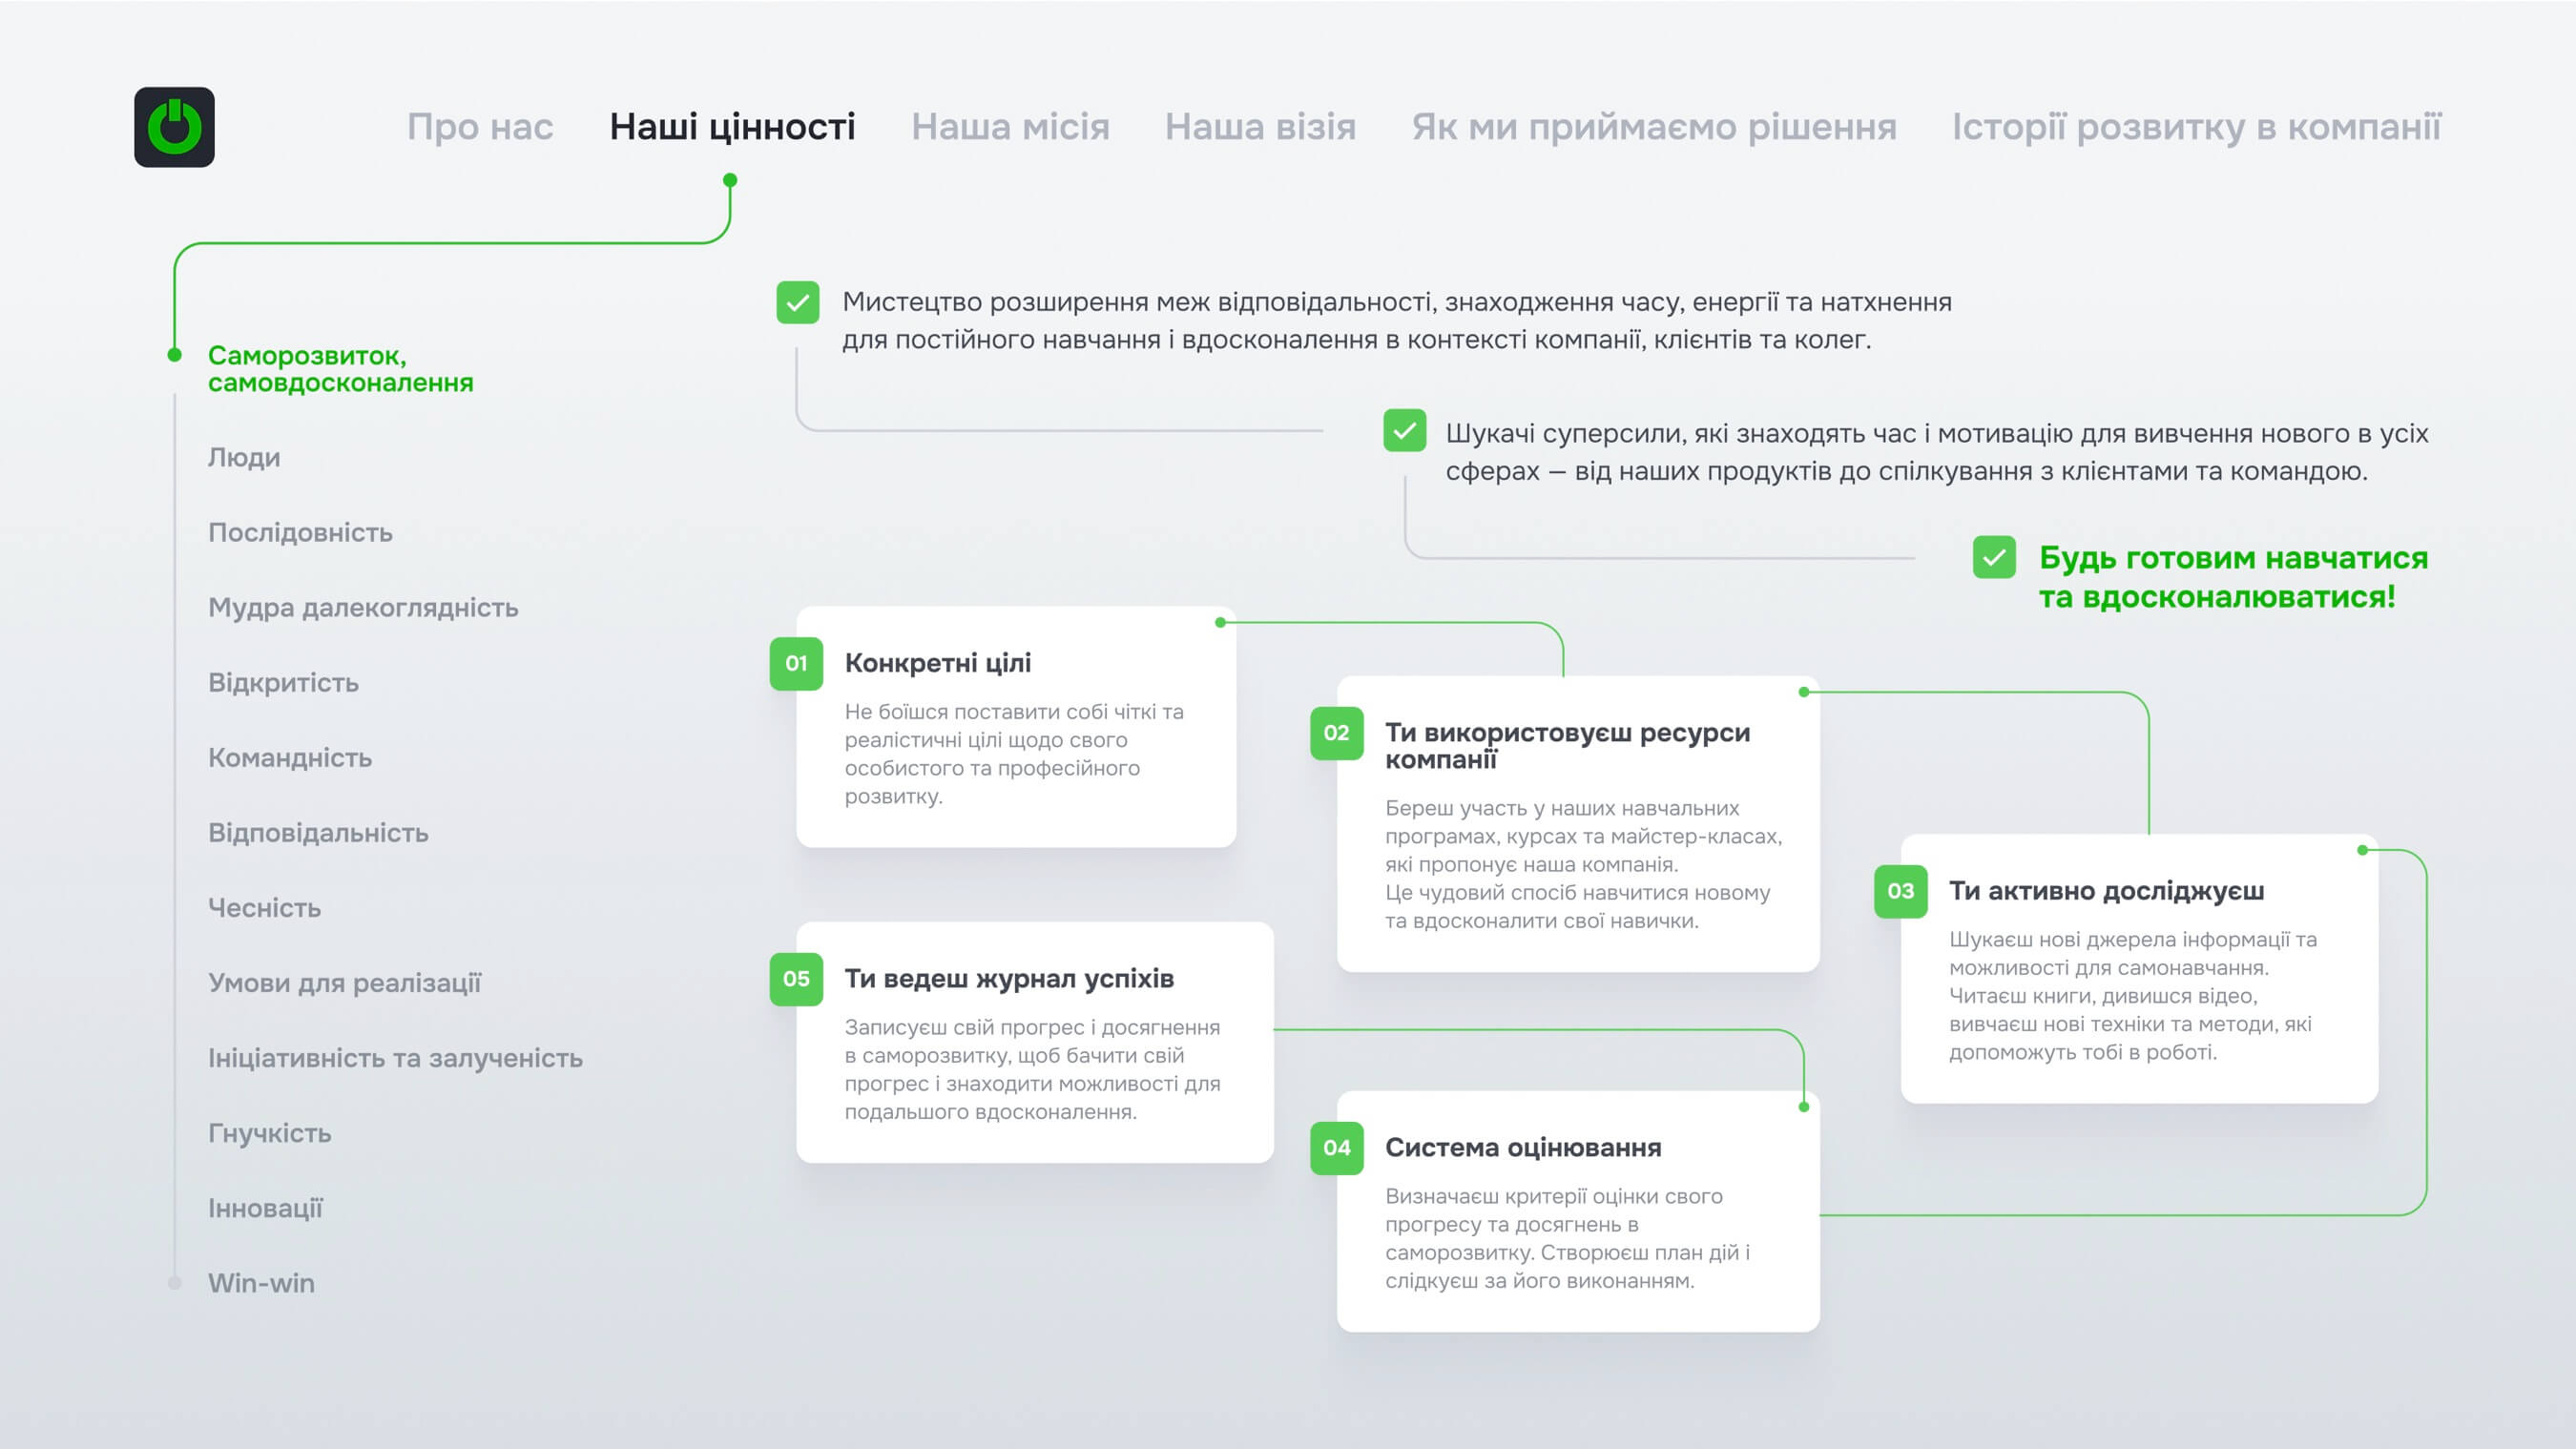 Про нас
Наші цінності
Наша місія
Наша візія
Як ми приймаємо рішення
Історії розвитку в компанії
Саморозвиток,
самовдосконалення
Люди
Послідовність
Мудра далекоглядність
Відкритість
Командність
Відповідальність
Чесність
Умови для реалізації
Ініціативність та залученість
Гнучкість
Інновації
Win-win
Мистецтво розширення меж відповідальності, знаходження часу, енергії та натхнення
для постійного навчання і вдосконалення в контексті компанії, клієнтів та колег.
Шукачі суперсили, які знаходять час і мотивацію для вивчення нового в усіх
сферах — від наших продуктів до спілкування з клієнтами та командою.
Будь готовим навчатися
та вдосконалюватися!
01
Конкретні цілі
Не боїшся поставити собі чіткі та
реалістичні цілі щодо свого
особистого та професійного
розвитку.
02
Ти використовуєш ресурси
компанії
Береш участь у наших навчальних
програмах, курсах та майстер-класах,
які пропонує наша компанія.
Це чудовий спосіб навчитися новому
та вдосконалити свої навички.
03
Ти активно досліджуєш
Шукаєш нові джерела інформації та
можливості для самонавчання.
Читаєш книги, дивишся відео,
вивчаєш нові техніки та методи, які
допоможуть тобі в роботі.
04
Система оцінювання
Визначаєш критерії оцінки свого
прогресу та досягнень в
саморозвитку. Створюєш план дій і
слідкуєш за його виконанням.
05
Ти ведеш журнал успіхів
Записуєш свій прогрес і досягнення
в саморозвитку, щоб бачити свій
прогрес і знаходити можливості для
подальшого вдосконалення.